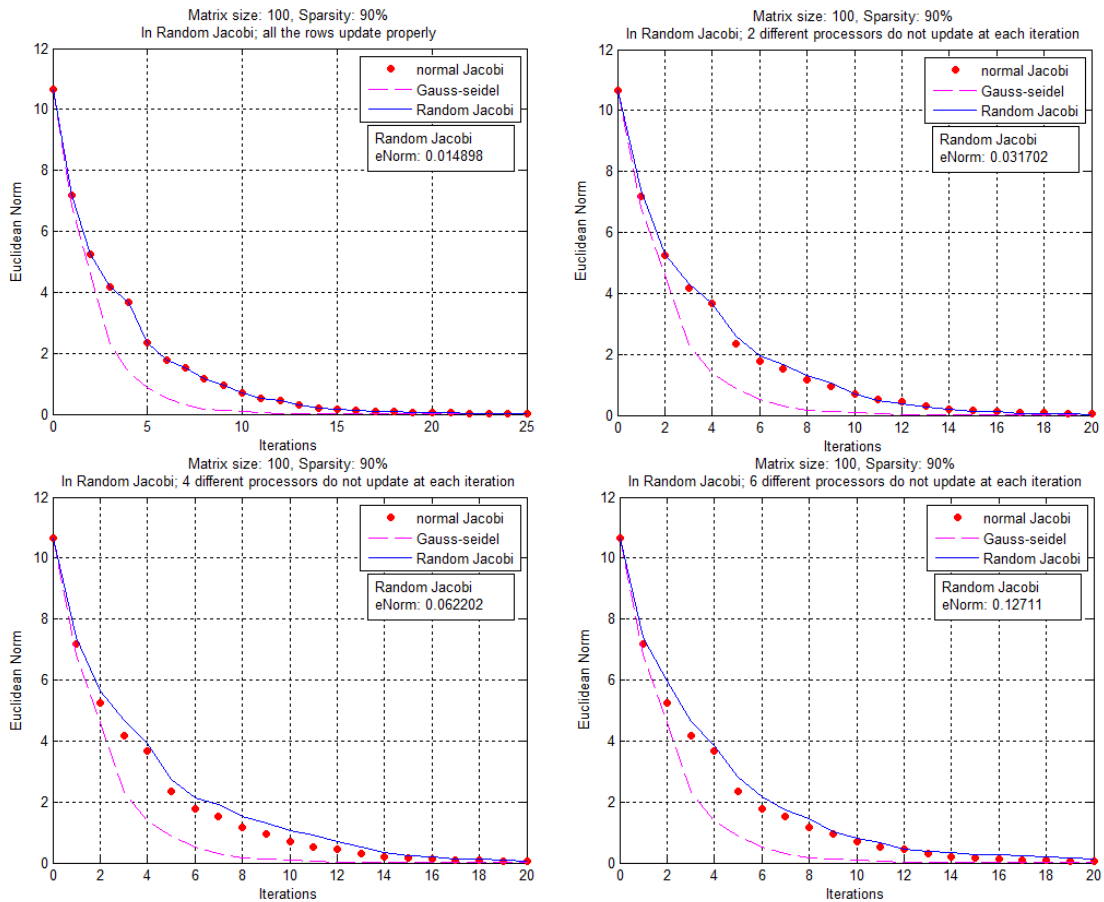 Matrix size: 100, Sparsity: 90%
In Random Jacobi; all the rows update properly
12
10
8
6
4
2
0
Euclidean Norm
normal Jacobi
Gauss-seidel
Random Jacobi
Random Jacobi
eNorm: 0.014898
0 5 10 15 20 25
Iterations
Matrix size: 100, Sparsity: 90%
In Random Jacobi; 2 different processors do not update at each iteration
12
10
8
6
4
2
0
Euclidean Norm
normal Jacobi
Gauss-seidel
Random Jacobi
Random Jacobi
eNorm: 0.031702
0 2 4 6 8 10 12 14 16 18 20
Iterations
Matrix size: 100, Sparsity: 90%
In Random Jacobi; 4 different processors do not update at each iteration
12
10
8
6
4
2
0
Euclidean Norm
normal Jacobi
Gauss-seidel
Random Jacobi
Random Jacobi
eNorm: 0.062202
0 2 4 6 8 10 12 14 16 18 20
Iterations
Matrix size: 100, Sparsity: 90%
In Random Jacobi; 6 different processors do not update at each iteration
12
10
8
6
4
2
0
Euclidean Norm
normal Jacobi
Gauss-seidel
Random Jacobi
Random Jacobi
eNorm: 0.12711
0 2 4 6 8 10 12 14 16 18 20
Iterations